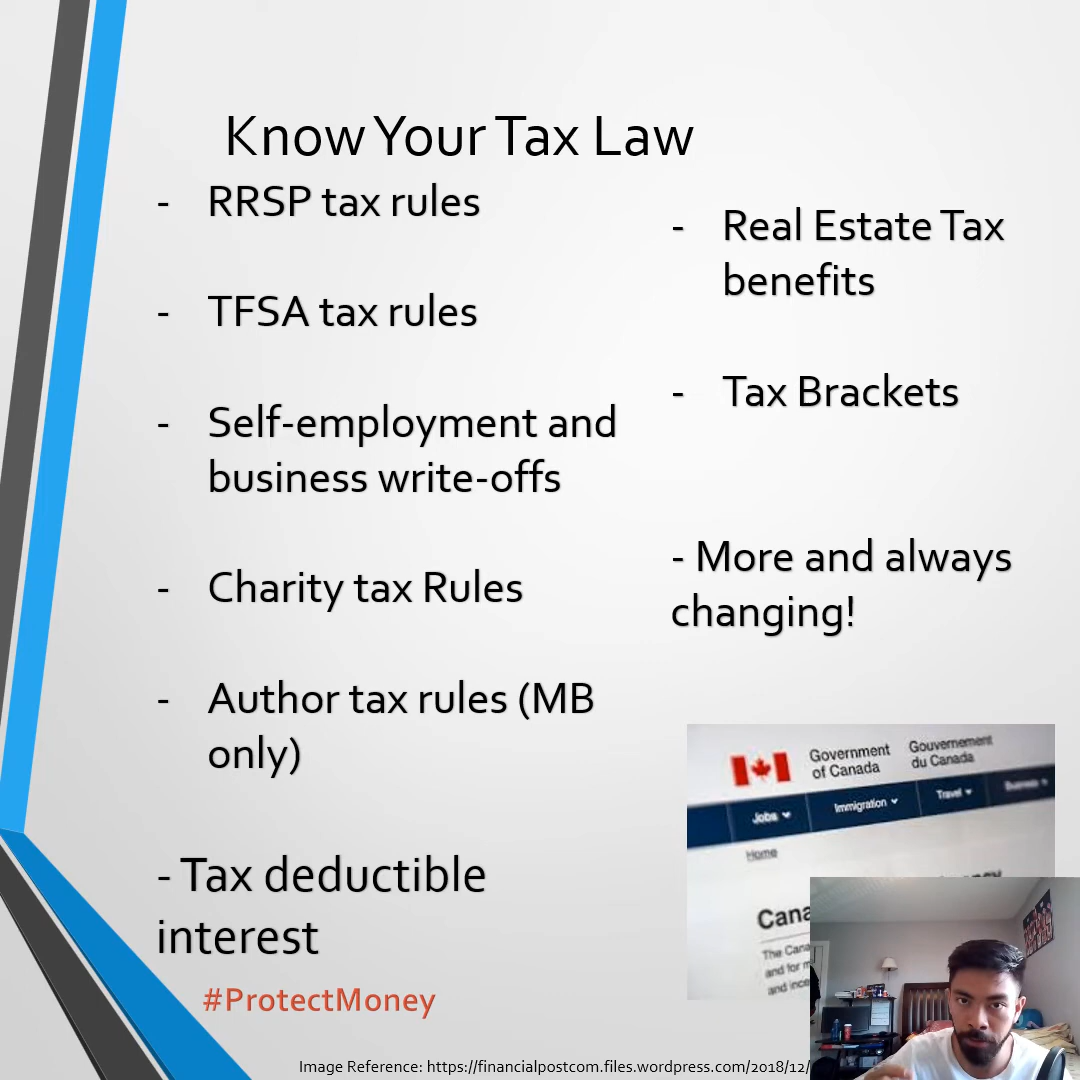 Know Your Tax Law
- RRSP tax rules
- TFSA tax rules
- Self-employment and
business write-offs
- Charity tax Rules
- Author tax rules (MB
only)
- Tax deductible
interest
#ProtectMoney
- Real Estate Tax
benefits
- Tax Brackets
- More and always
changing!
Government
of Canada
Gouvernement
du Canada
Jobs
Immigration
Travel
Business
Home
Cana
The Cana
and for m
and ince
Image Reference: https://financialpostcom.files.wordpress.com/2018/12/